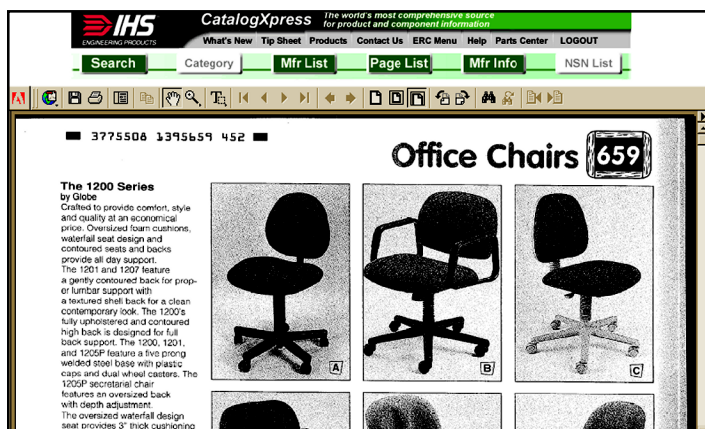 IHS
ENGINEERING PRODUCTS
CatalogXpress
The world's most comprehensive source
for product and component information
What's New Tip Sheet Products Contact Us ERC Menu Help Parts Center LOGOUT
Search Category Mfr List Page List Mfr Info NSN List
3775508 1395659 452
Office Chairs 659
The 1200 Series
by Globe
Crafted to provide comfort, style
and quality at an economical
price. Oversized foam cushions,
waterfall seat design and
contoured seats and backs
provide all day support.
The 1201 and 1207 feature
a gently contoured back for prop-
er lumbar support with
a textured shell back for a clean
contemporary look. The 1200's
fully upholstered and contoured
high back is designed for full
back support. The 1200, 1201,
and 1205P feature a five prong
welded steel base with plastic
caps and dual wheel casters. The
1205P secretarial chair
features an oversized back
with depth adjustment.
The oversized waterfall design
seat provides 3" thick cushioning
A
B
C